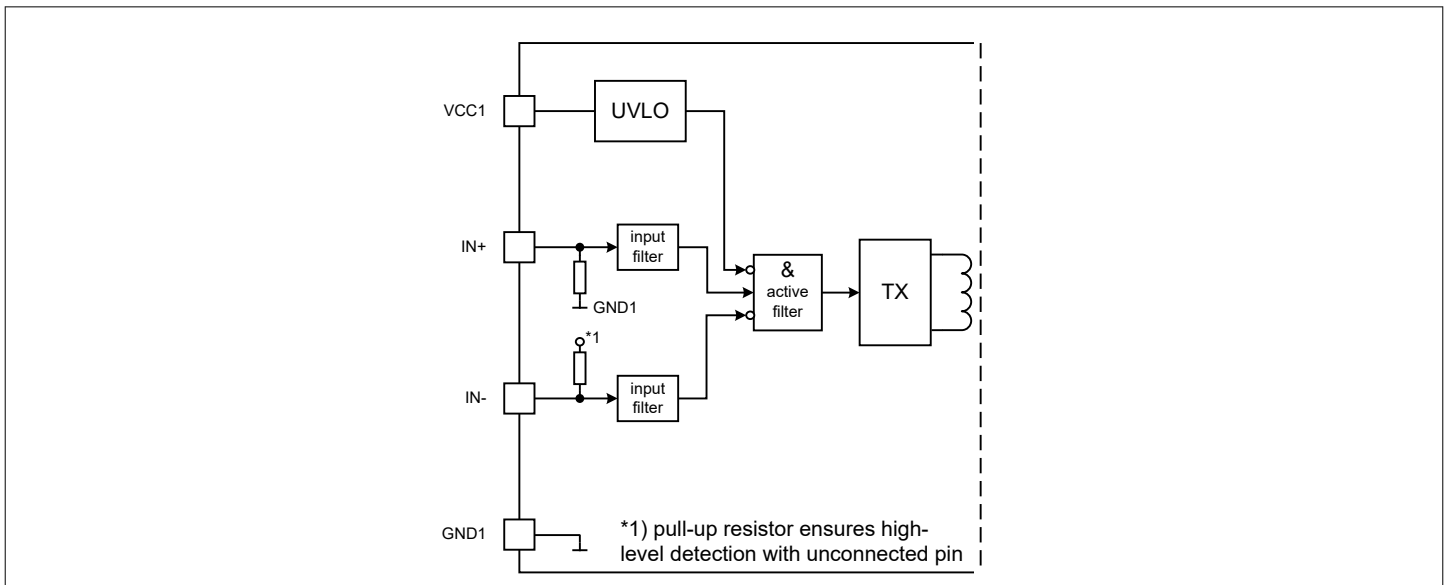 VCC1
UVLO
IN+
input
filter
GND1
&
active
filter
TX
*1
IN-
input
filter
GND1
*1) pull-up resistor ensures high-
level detection with unconnected pin